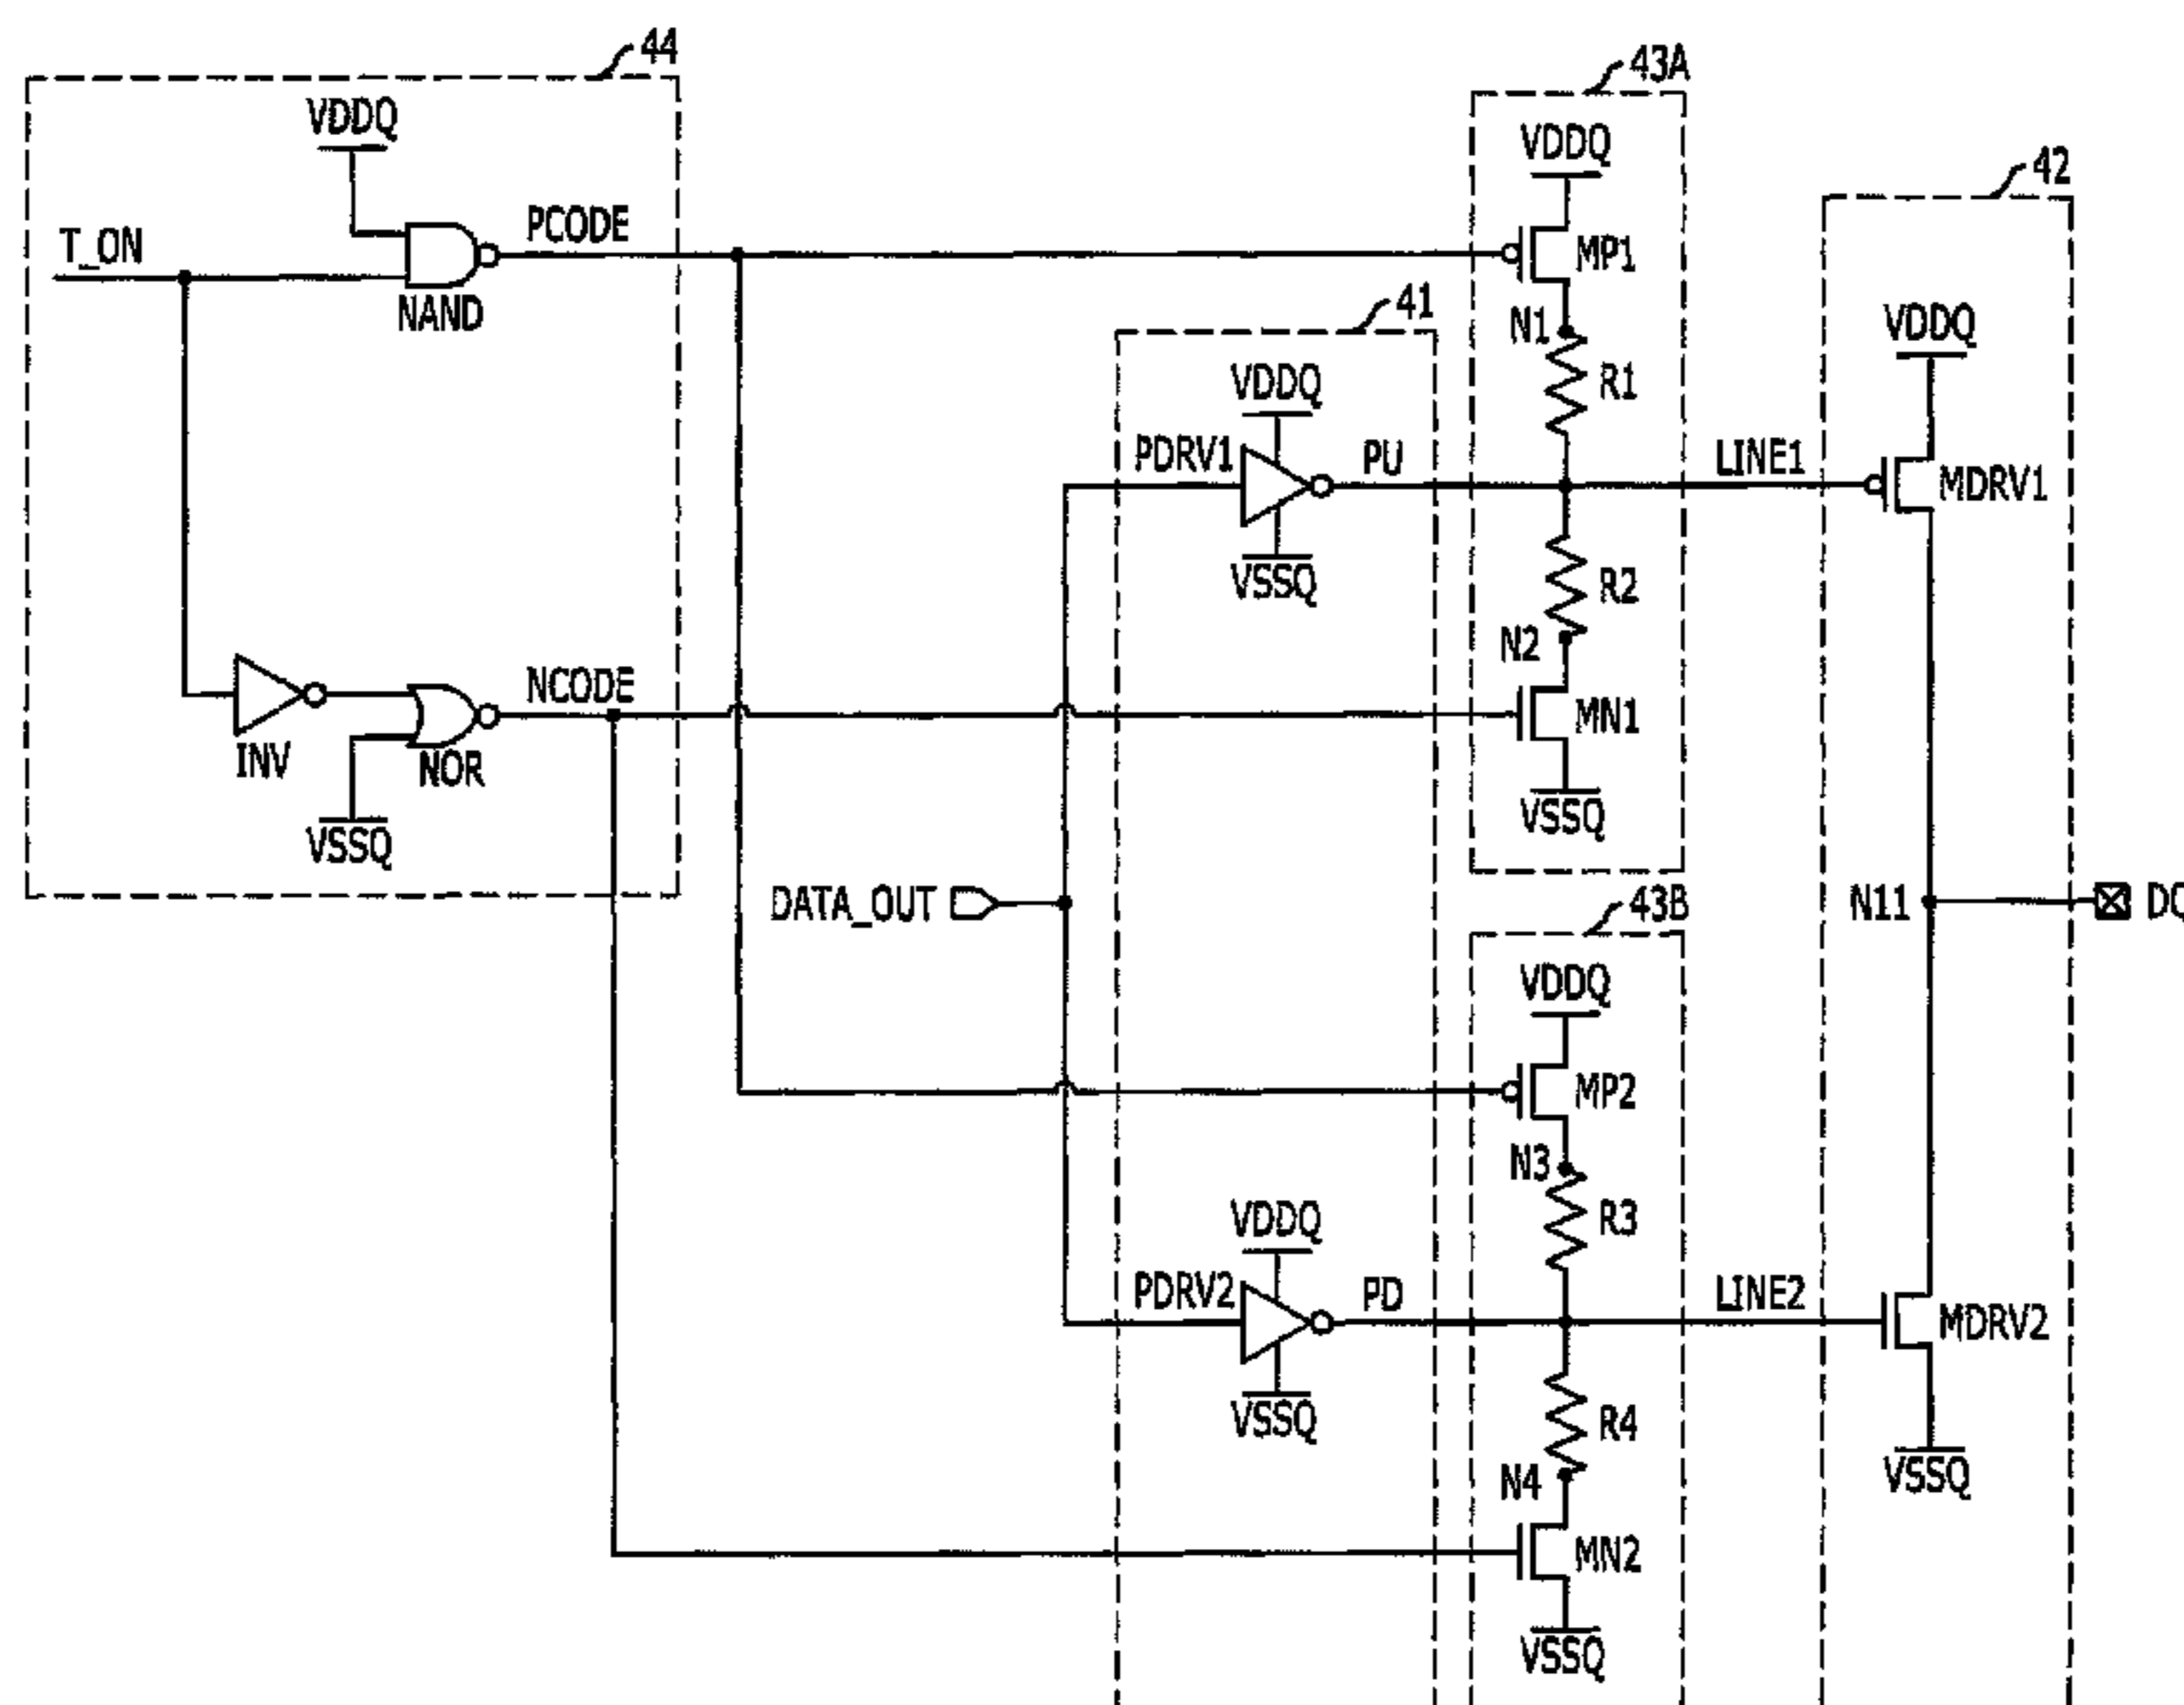 44
VDDQ
T_ON
PCODE
NAND
NCODE
INV
NOR
VSSQ
43A
VDDQ
MP1
N1
R1
41
VDDQ
PDRV1
PU
VSSQ
R2
N2
MN1
VSSQ
LINE1
42
VDDQ
MDRV1
DATA_OUT
N11
43B
VDDQ
MP2
N3
R3
VDDQ
PDRV2
PD
VSSQ
LINE2
MDRV2
VSSQ
R4
N4
MN2
VSSQ